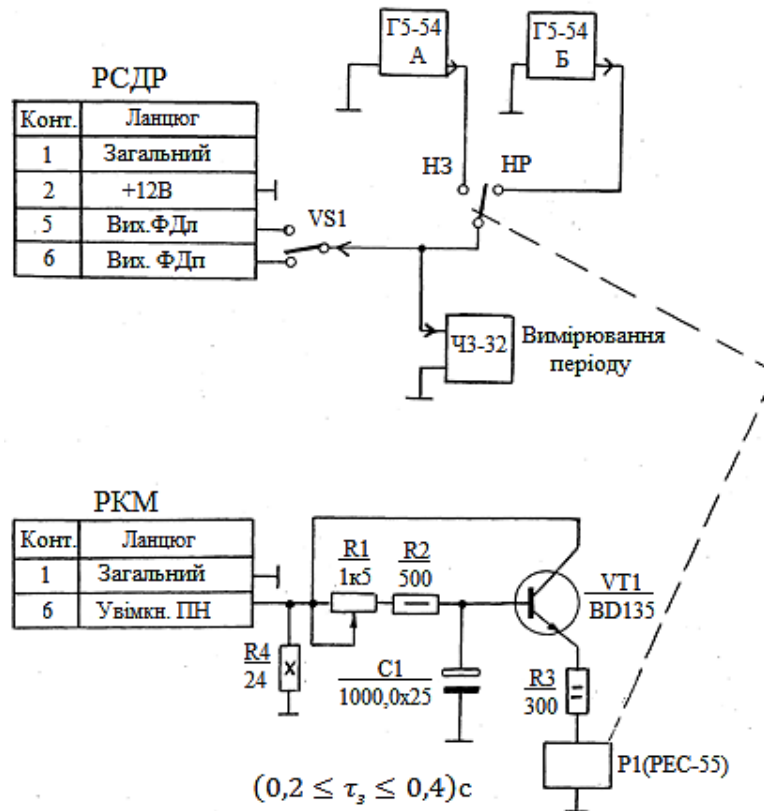 Г5-54
А
Г5-54
Б
РСДР
Конт. Ланцюг
1 Загальний
2 +12В
5 Вих.ФДл
6 Вих. ФДп
VS1
НЗ НР
ЧЗ-32
Вимірювання
періоду
РКМ
Конт. Ланцюг
1 Загальний
6 Увімкн. ПН
R1
1к5
R2
500
VT1
BD135
R4
24
C1
1000,0х25
R3
300
Р1(РЕС-55)
(0,2 ≤ τз ≤ 0,4)с